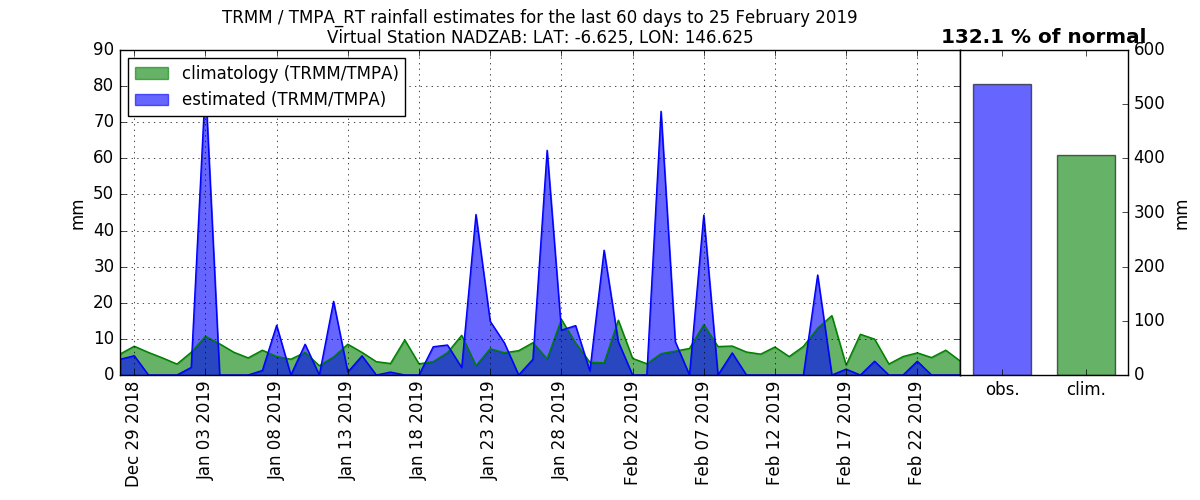 TRMM / TMPA_RT rainfall estimates for the last 60 days to 25 February 2019
Virtual Station NADZAB: LAT: -6.625, LON: 146.625
132.1 % of normal
climatology (TRMM/TMPA)
estimated (TRMM/TMPA)
90
80
70
60
50
40
30
20
10
0
mm
Dec 29 2018
Jan 03 2019
Jan 08 2019
Jan 13 2019
Jan 18 2019
Jan 23 2019
Jan 28 2019
Feb 02 2019
Feb 07 2019
Feb 12 2019
Feb 17 2019
Feb 22 2019
obs.
clim.
600
500
400
300
200
100
0
mm